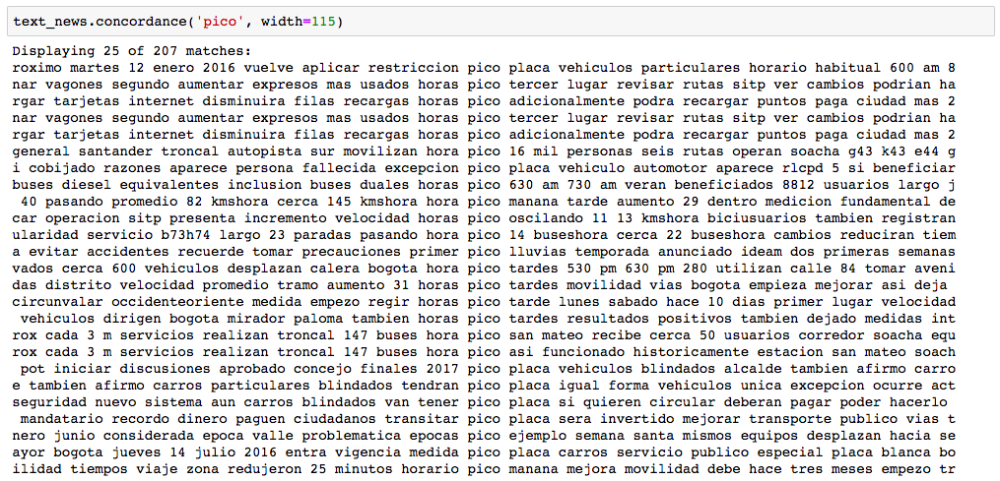 text_news.concordance('pico', width=115)
Displaying 25 of 207 matches:
roximo martes 12 enero 2016 vuelve aplicar restriccion pico placa vehiculos particulares horario habitual 600 am 8
nar vagones segundo aumentar expresos mas usados horas pico tercer lugar revisar rutas sitp ver cambios podrian ha
rgar tarjetas internet disminuira filas recargas horas pico adicionalmente podra recargar puntos paga ciudad mas 2
nar vagones segundo aumentar expresos mas usados horas pico tercer lugar revisar rutas sitp ver cambios podrian ha
rgar tarjetas internet disminuira filas recargas horas pico adicionalmente podra recargar puntos paga ciudad mas 2
general santander troncal autopista sur movilizan hora pico 16 mil personas seis rutas operan soacha g43 k43 e44 g
i cobijado razones aparece persona fallecida excepcion pico placa vehiculo automotor aparece rlcpd 5 si beneficiar
buses diesel equivalentes inclusion buses duales horas pico 630 am 730 am veran beneficiados 8812 usuarios largo j
40 pasando promedio 82 kmshora cerca 145 kmshora hora pico manana tarde aumento 29 dentro medicion fundamental de
car operacion sitp presenta incremento velocidad horas pico oscilando 11 13 kmshora biciusuarios tambien registran
ularidad servicio b73h74 largo 23 paradas pasando hora pico 14 buseshora cerca 22 buseshora cambios reduciran tiem
a evitar accidentes recuerde tomar precauciones primer pico lluvias temporada anunciado ideam dos primeras semanas
vados cerca 600 vehiculos desplazan calera bogota hora pico tardes 530 pm 630 pm 280 utilizan calle 84 tomar aveni
das distrito velocidad promedio tramo aumento 31 horas pico tardes movilidad vias bogota empieza mejorar asi deja
circunvalar occidenteoriente medida empezo regir horas pico tarde lunes sabado hace 10 dias primer lugar velocidad
vehiculos dirigen bogota mirador paloma tambien horas pico tardes resultados positivos tambien dejado medidas int
rox cada 3 m servicios realizan troncal 147 buses hora pico san mateo recibe cerca 50 usuarios corredor soacha equ
rox cada 3 m servicios realizan troncal 147 buses hora pico asi funcionado historicamente estacion san mateo soach
pot iniciar discusiones aprobado concejo finales 2017 pico placa vehiculos blindados alcalde tambien afirmo carro
e tambien afirmo carros particulares blindados tendran pico placa igual forma vehiculos unica excepcion ocurre act
seguridad nuevo sistema aun carros blindados van tener pico placa si quieren circular deberan pagar poder hacerlo
mandatario recordo dinero paguen ciudadanos transitar pico placa sera invertido mejorar transporte publico vias t
nero junio considerada epoca valle problematica epocas pico ejemplo semana santa mismos equipos desplazan hacia se
ayor bogota jueves 14 julio 2016 entra vigencia medida pico placa carros servicio publico especial placa blanca bo
ilidad tiempos viaje zona redujeron 25 minutos horario pico manana mejora movilidad debe hace tres meses empezo tr